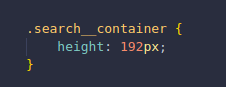 .search__container {
    height: 192px;
}